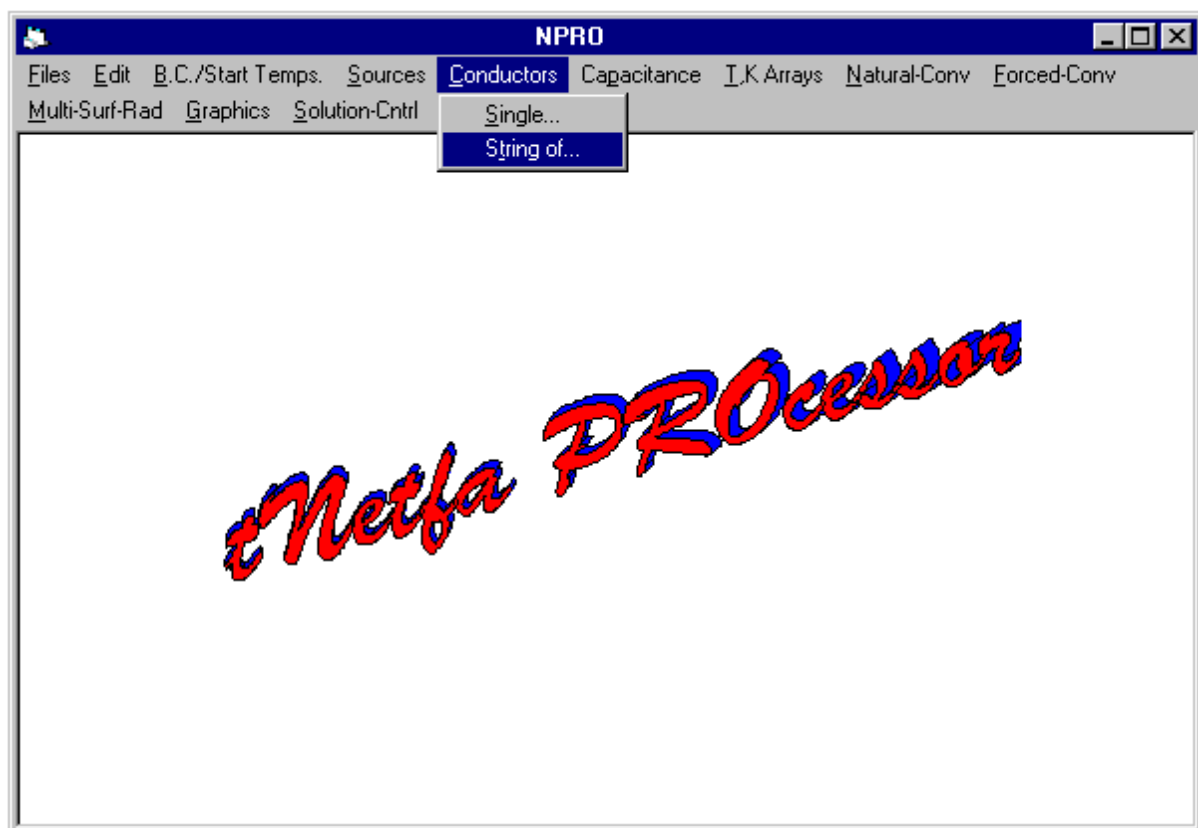 NPRO
Files Edit B.C./Start Temps. Sources Conductors Capacitance T,K Arrays Natural-Conv Forced-Conv
Multi-Surf-Rad Graphics Solution-Cntrl
Single...
String of...
tNetfa PROcessor